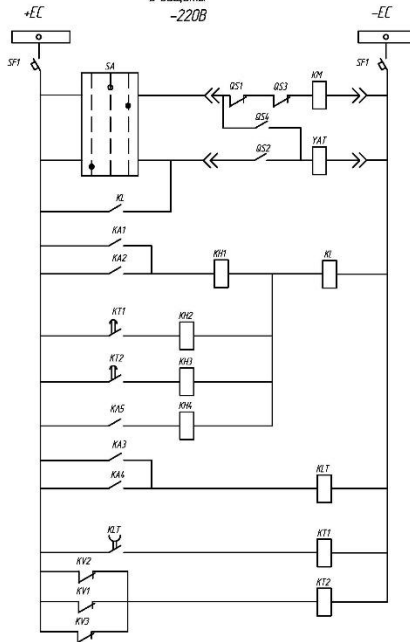 и защиты
-220В
+ЕС
-ЕС
SF1
SA
SF1
QS1
QS3
KM
QS4
QS2
YAT
KL
KA1
KA2
KH1
KL
KT1
KH2
KT2
KH3
KA5
KH4
KA3
KA4
KLT
KLT
KT1
KV2
KV1
KT2
KV3